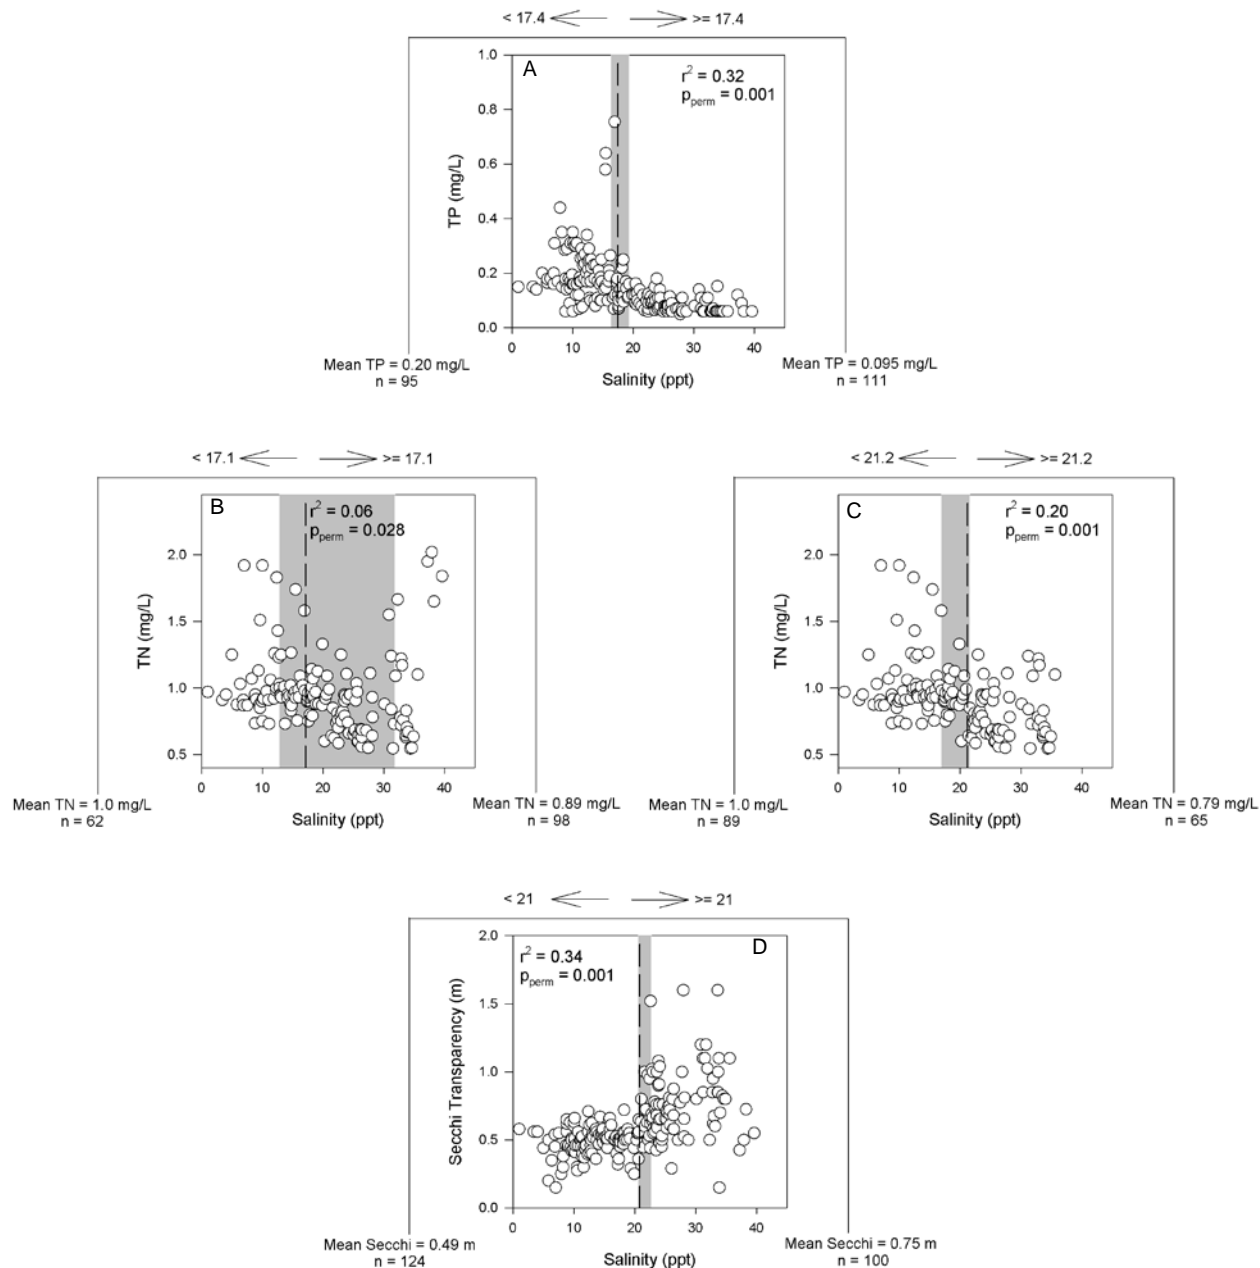 < 17.4 >= 17.4
A
r² = 0.32
p_perm = 0.001
1.0
0.8
0.6
0.4
0.2
0.0
TP (mg/L)
0 10 20 30 40
Salinity (ppt)
Mean TP = 0.20 mg/L
n = 95
Mean TP = 0.095 mg/L
n = 111
< 17.1 >= 17.1
B
r² = 0.06
p_perm = 0.028
2.0
1.5
1.0
0.5
TN (mg/L)
0 10 20 30 40
Salinity (ppt)
Mean TN = 1.0 mg/L
n = 62
Mean TN = 0.89 mg/L
n = 98
< 21.2 >= 21.2
C
r² = 0.20
p_perm = 0.001
2.0
1.5
1.0
0.5
TN (mg/L)
0 10 20 30 40
Salinity (ppt)
Mean TN = 1.0 mg/L
n = 89
Mean TN = 0.79 mg/L
n = 65
< 21 >= 21
D
r² = 0.34
p_perm = 0.001
2.0
1.5
1.0
0.5
0.0
Secchi Transparency (m)
0 10 20 30 40
Salinity (ppt)
Mean Secchi = 0.49 m
n = 124
Mean Secchi = 0.75 m
n = 100